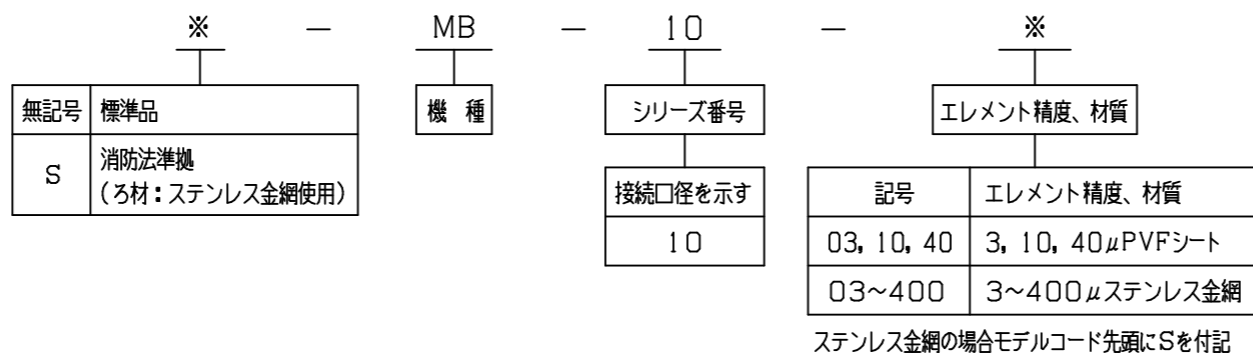 ※ － MB － 10 － ※
無記号 標準品
S 消防法準拠
(ろ材：ステンレス金網使用)
機 種
シリーズ番号
接続口径を示す
10
エレメント精度、材質
記号 エレメント精度、材質
03, 10, 40 3, 10, 40μPVFシート
03～400 3～400μステンレス金網
ステンレス金網の場合モデルコード先頭にSを付記